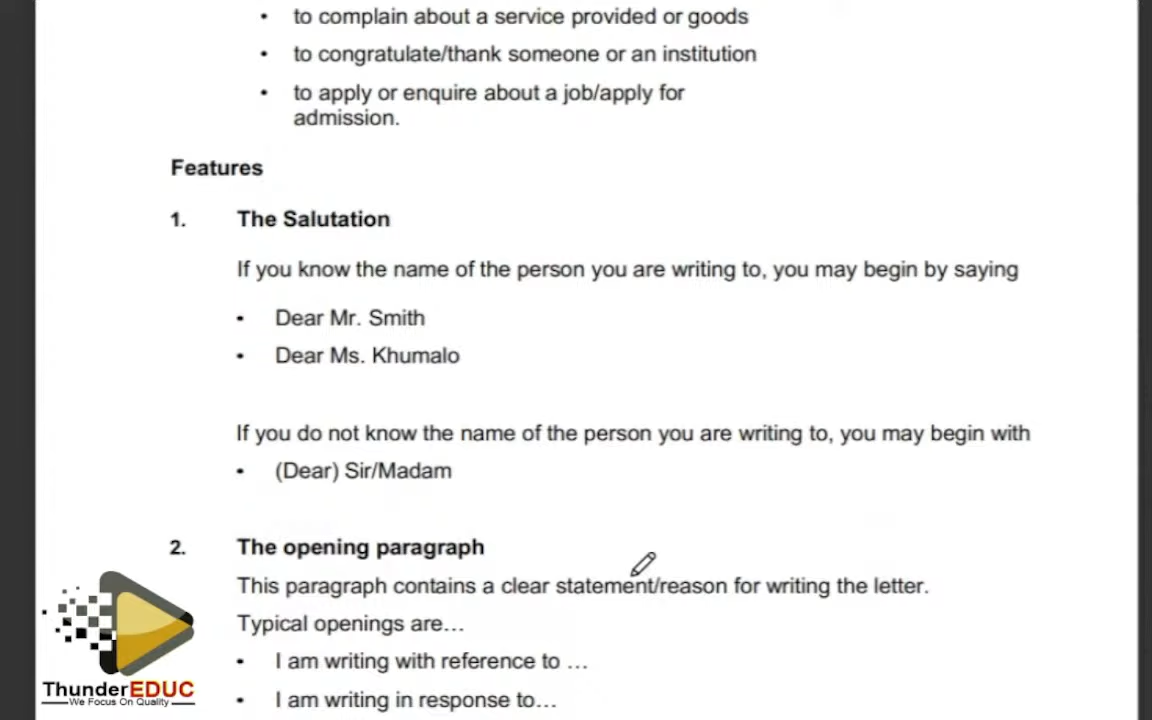 • to complain about a service provided or goods
• to congratulate/thank someone or an institution
• to apply or enquire about a job/apply for
admission.
Features
1. The Salutation
If you know the name of the person you are writing to, you may begin by saying
• Dear Mr. Smith
• Dear Ms. Khumalo
If you do not know the name of the person you are writing to, you may begin with
• (Dear) Sir/Madam
2. The opening paragraph
This paragraph contains a clear statement/reason for writing the letter.
Typical openings are…
• I am writing with reference to …
• I am writing in response to…
ThunderEDUC
We Focus On Quality